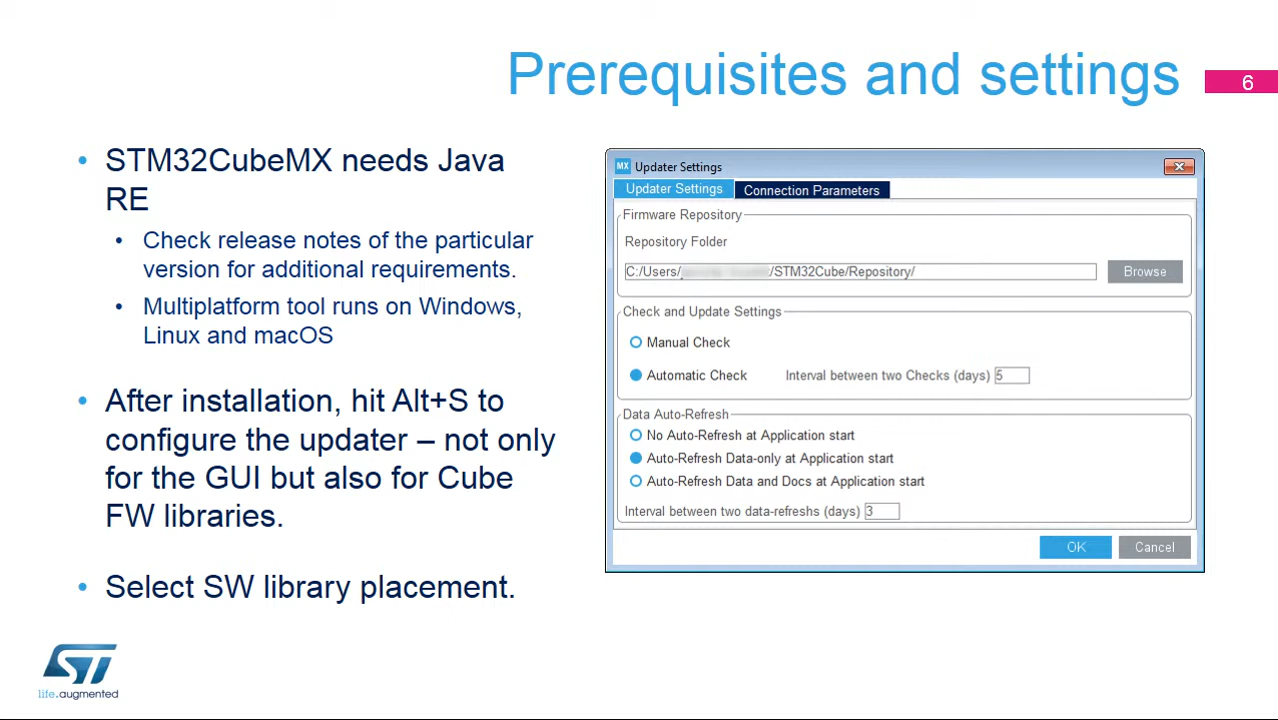 Prerequisites and settings
6
• STM32CubeMX needs Java
RE
• Check release notes of the particular
version for additional requirements.
• Multiplatform tool runs on Windows,
Linux and macOS
• After installation, hit Alt+S to
configure the updater – not only
for the GUI but also for Cube
FW libraries.
• Select SW library placement.
MX Updater Settings
Updater Settings Connection Parameters
Firmware Repository
Repository Folder
C:/Users/ /STM32Cube/Repository/ Browse
Check and Update Settings
Manual Check
Automatic Check Interval between two Checks (days) 5
Data Auto-Refresh
No Auto-Refresh at Application start
Auto-Refresh Data-only at Application start
Auto-Refresh Data and Docs at Application start
Interval between two data-refreshs (days) 3
OK Cancel
ST
life.augmented